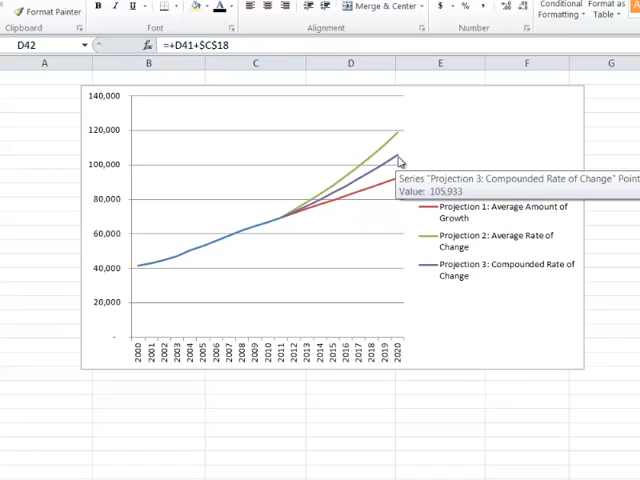 Format Painter
B I U
A
Merge & Center
$ % ,
Conditional Format as
Formatting Table
Clipboard Font Alignment Number
D42 fx =+D41+$C$18
A B C D E F G
140,000
120,000
100,000
80,000
60,000
40,000
20,000
-
2000 2001 2002 2003 2004 2005 2006 2007 2008 2009 2010 2011 2012 2013 2014 2015 2016 2017 2018 2019 2020
Series "Projection 3: Compounded Rate of Change" Point
Value: 105,933
Projection 1: Average Amount of
Growth
Projection 2: Average Rate of
Change
Projection 3: Compounded Rate of
Change